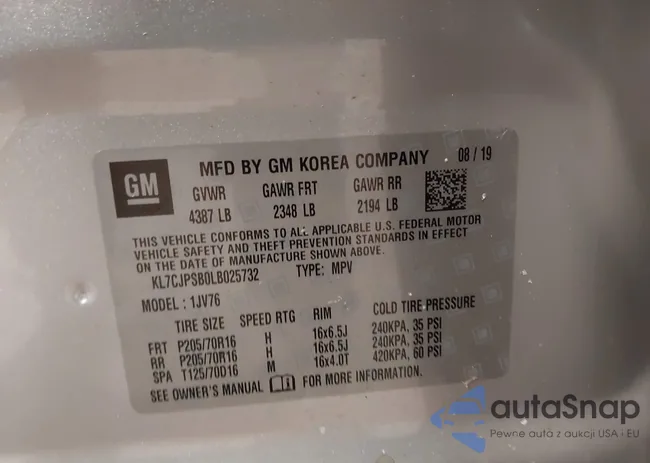 GM
MFD BY GM KOREA COMPANY 08 / 19
GVWR GAWR FRT GAWR RR
4387 LB 2348 LB 2194 LB
THIS VEHICLE CONFORMS TO ALL APPLICABLE U.S. FEDERAL MOTOR
VEHICLE SAFETY AND THEFT PREVENTION STANDARDS IN EFFECT
ON THE DATE OF MANUFACTURE SHOWN ABOVE.
KL7CJPSB0LB025732 TYPE: MPV
MODEL : 1JV76
TIRE SIZE SPEED RTG RIM COLD TIRE PRESSURE
FRT P205/70R16 H 16x6.5J 240KPA, 35 PSI
RR P205/70R16 H 16x6.5J 240KPA, 35 PSI
SPA T125/70D16 M 16x4.0T 420KPA, 60 PSI
SEE OWNER'S MANUAL FOR MORE INFORMATION.
autaSnap
Pewne auta z aukcji USA - EU